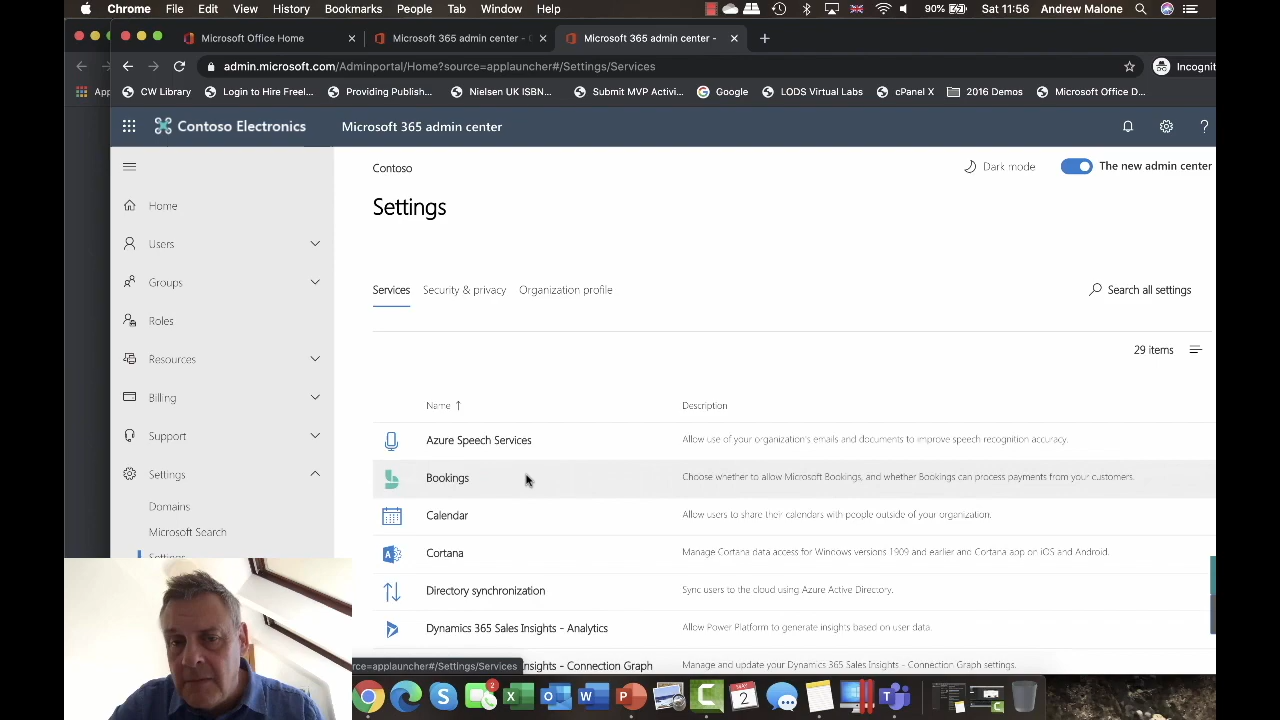 Chrome File Edit View History Bookmarks People Tab Window Help 90% Sat 11:56 Andrew Malone
Microsoft Office Home Microsoft 365 admin center - Microsoft 365 admin center -
admin.microsoft.com/Adminportal/Home?source=applauncher#/Settings/Services Incognit
App CW Library Login to Hire Freel... Providing Publish... Nielsen UK ISBN... Submit MVP Activi... Google LODS Virtual Labs cPanel X 2016 Demos Microsoft Office D...
Contoso Electronics Microsoft 365 admin center ?
Contoso Dark mode The new admin center
Settings
Home
Users
Groups
Roles
Resources
Billing
Support
Settings
Domains
Microsoft Search
Settings
Services Security & privacy Organization profile Search all settings
29 items
Name ↑ Description
Azure Speech Services Allow use of your organization's emails and documents to improve speech recognition accuracy.
Bookings Choose whether to allow Microsoft Bookings, and whether Bookings can process payments from your customers.
Calendar Allow users to share their calendars with people outside of your organization.
Cortana Manage Cortana data access for Windows versions 1909 and earlier and Cortana app on iOS and Android.
Directory synchronization Sync users to the cloud using Azure Active Directory.
Dynamics 365 Sales Insights - Analytics Allow Power Platform to generate insights based on user data.
rce=applauncher#/Settings/Services nsights - Connection Graph Manage and update your Dynamics 365 Sales Insights - Connection Graph settings.
2